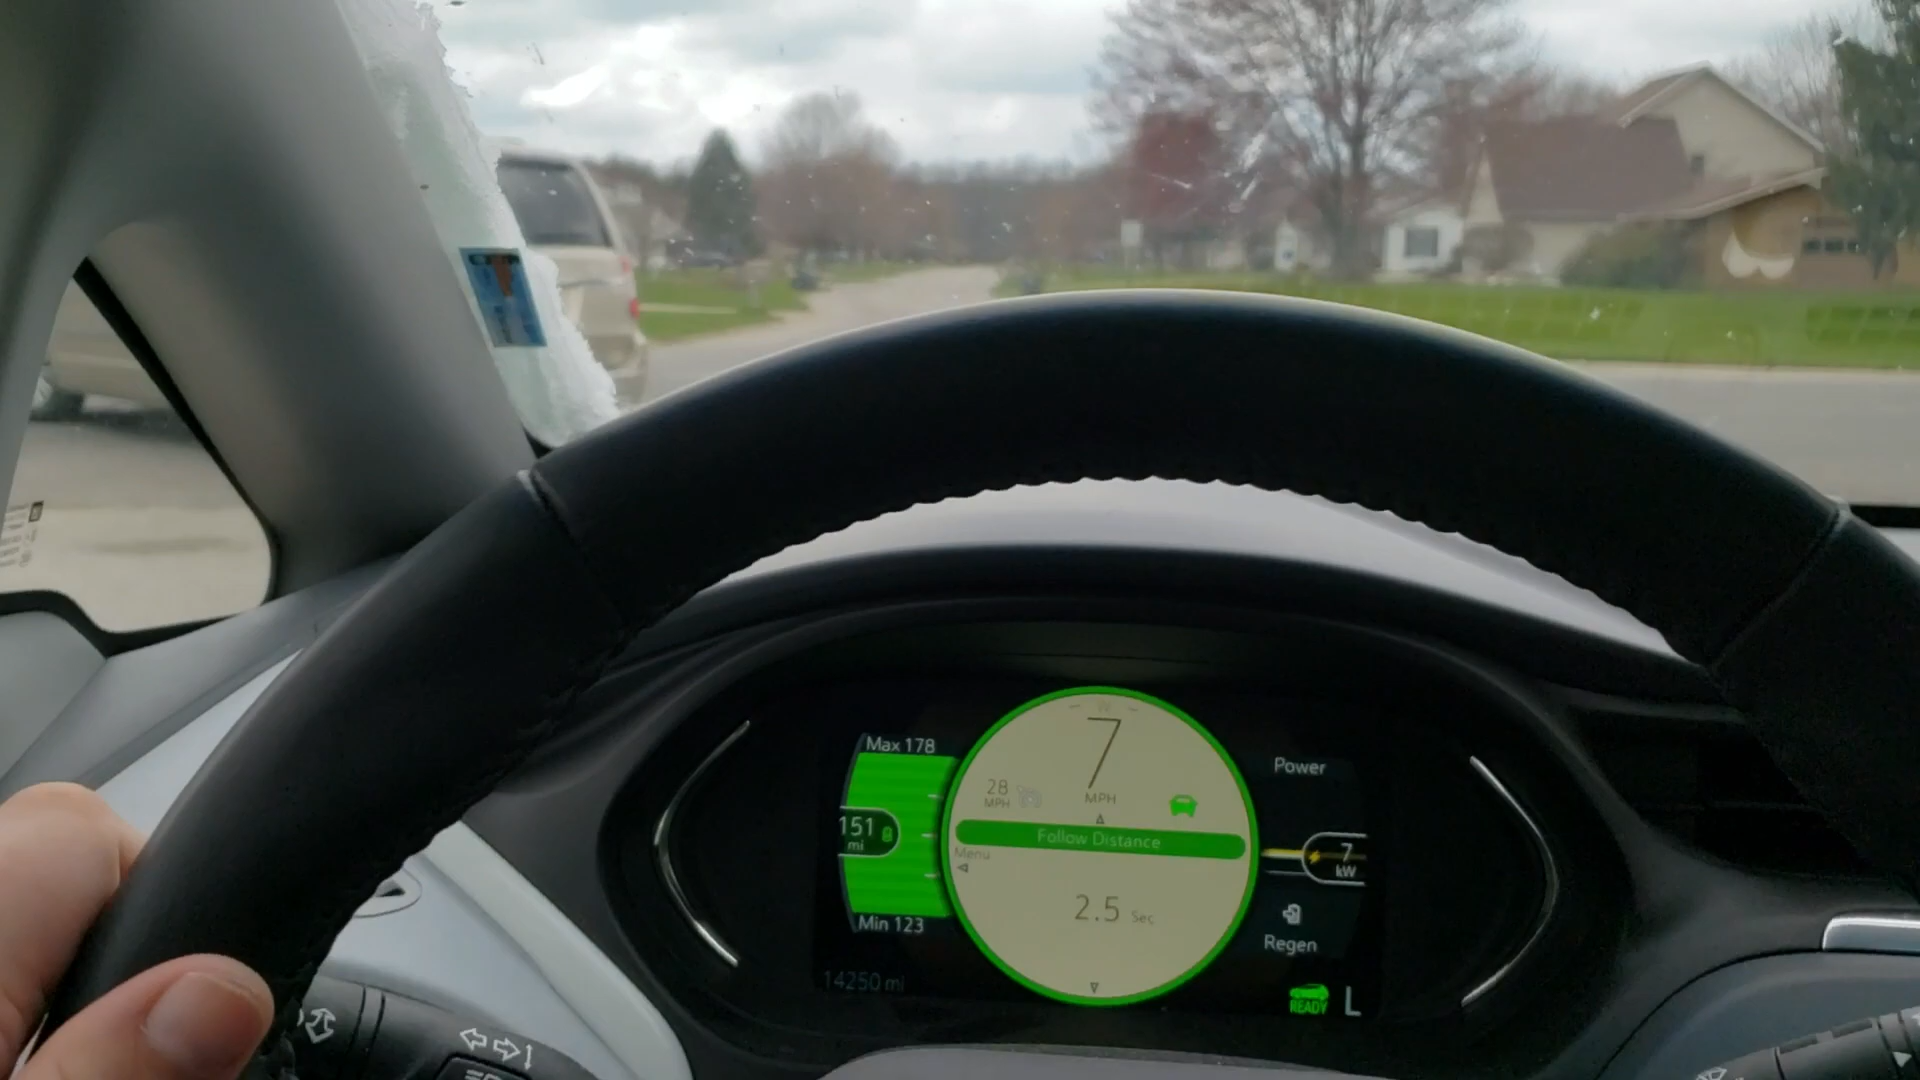 Max 178
7
MPH
28
MPH
Power
151
mi
Follow Distance
Menu
7
kW
2.5 Sec
Min 123
Regen
14250 mi
READY
L